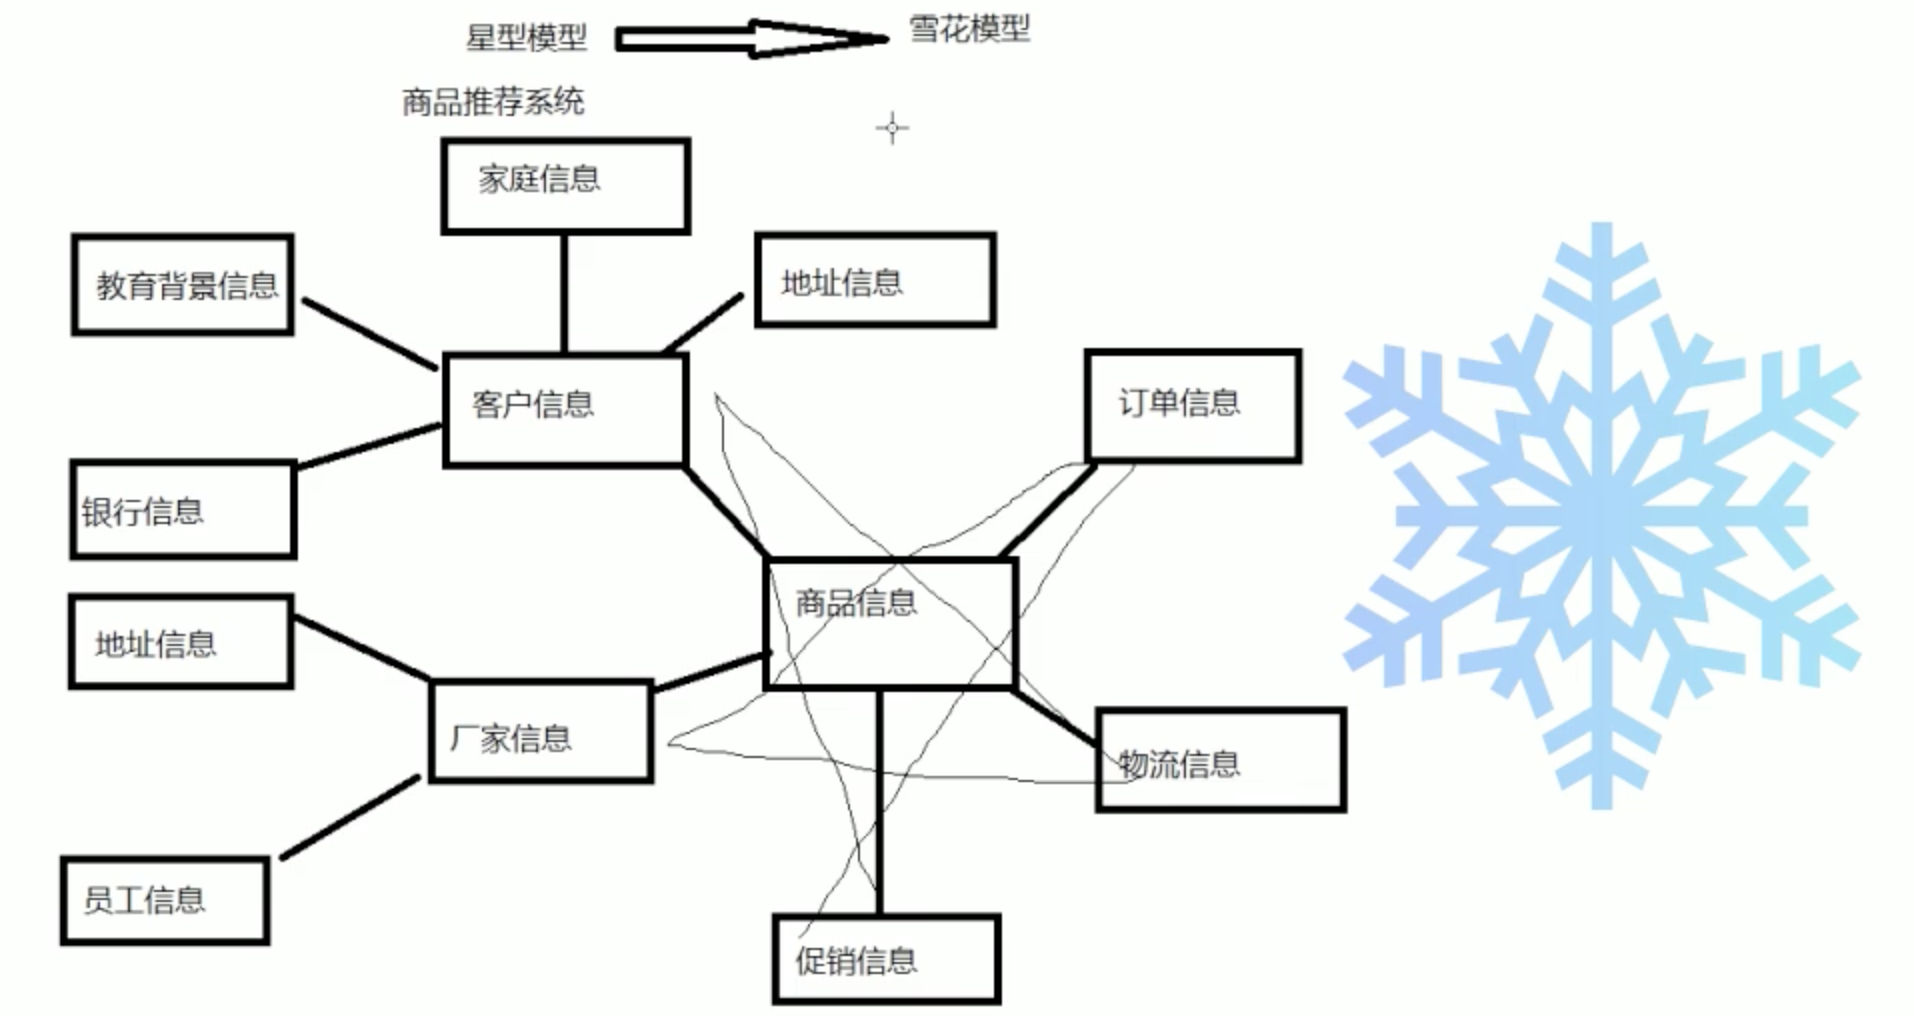 星型模型
雪花模型
商品推荐系统
家庭信息
教育背景信息
地址信息
客户信息
订单信息
银行信息
商品信息
地址信息
厂家信息
物流信息
员工信息
促销信息